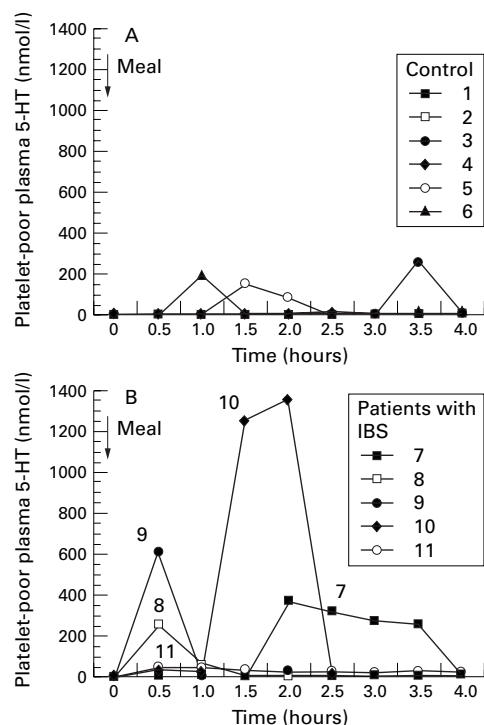 A
Meal
Platelet-poor plasma 5-HT (nmol/l)
1400
1200
1000
800
600
400
200
0
0 0.5 1.0 1.5 2.0 2.5 3.0 3.5 4.0
Time (hours)
Control
1
2
3
4
5
6
B
Meal
Platelet-poor plasma 5-HT (nmol/l)
1400
1200
1000
800
600
400
200
0
0 0.5 1.0 1.5 2.0 2.5 3.0 3.5 4.0
Time (hours)
10
9
8
11
7
Patients with
IBS
7
8
9
10
11